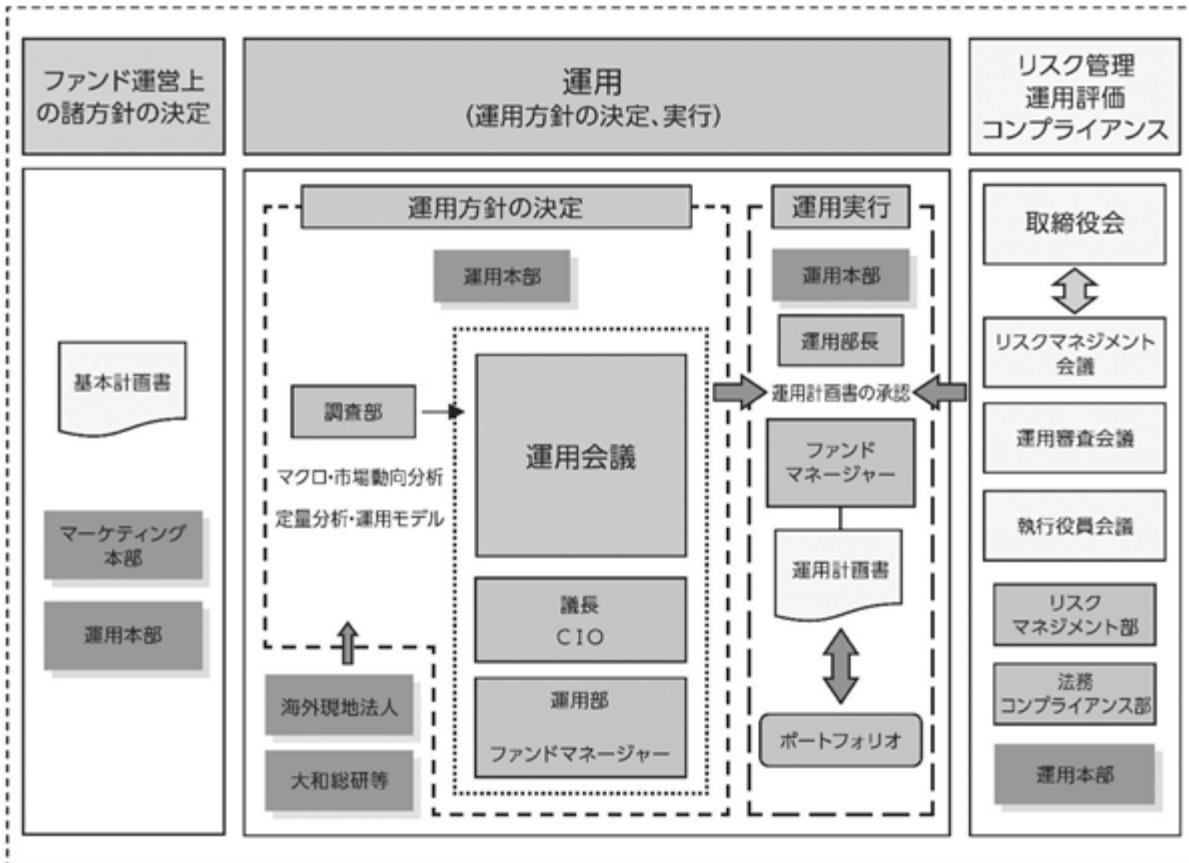 ファンド運営上
の諸方針の決定
運用
(運用方針の決定、実行)
リスク管理
運用評価
コンプライアンス
基本計画書
マーケティング
本部
運用本部
運用方針の決定
運用本部
調査部
マクロ・市場動向分析
定量分析・運用モデル
海外現地法人
大和総研等
運用会議
議長
CIO
運用部
ファンドマネージャー
運用実行
運用本部
運用部長
運用計画書の承認
ファンド
マネージャー
運用計画書
ポートフォリオ
取締役会
リスクマネジメント
会議
運用審査会議
執行役員会議
リスク
マネジメント部
法務
コンプライアンス部
運用本部